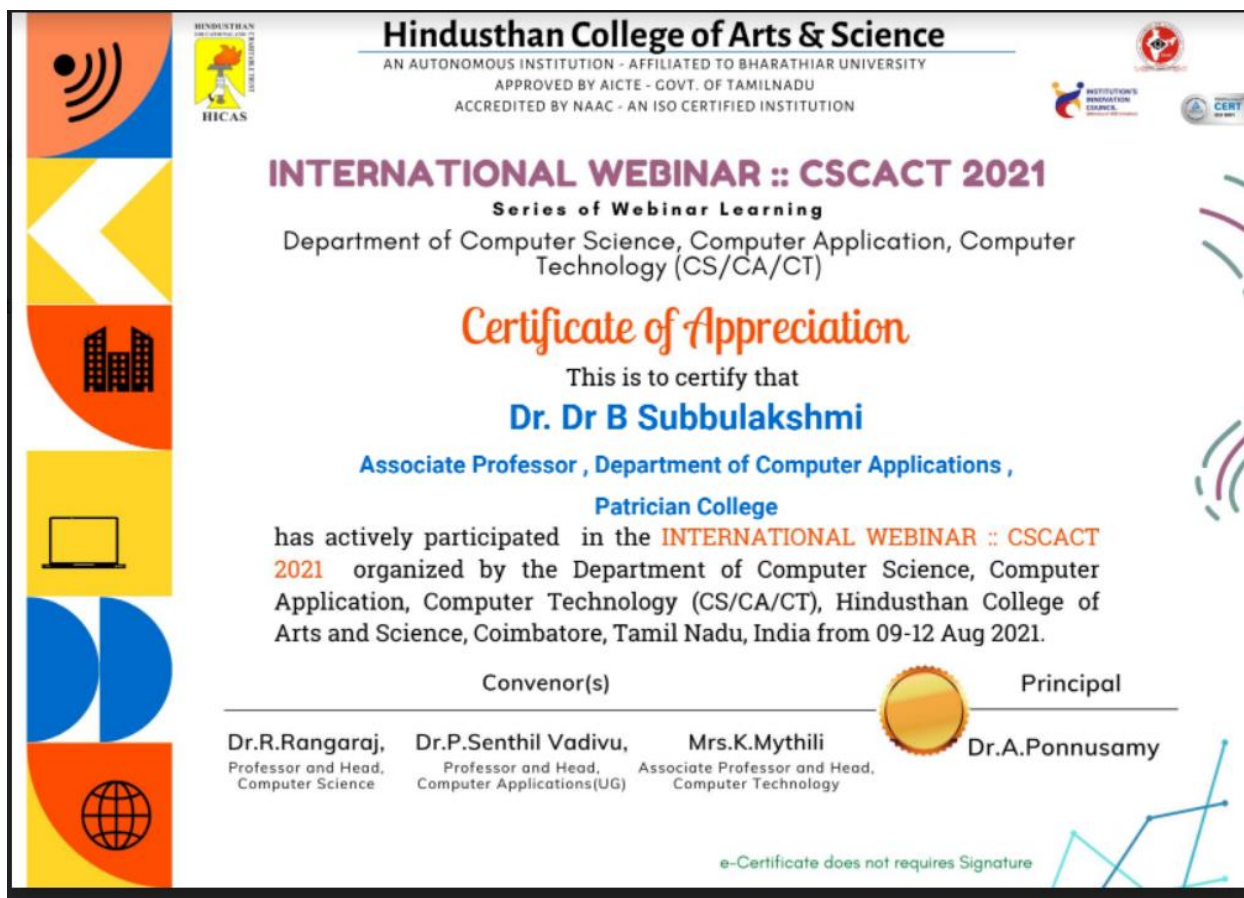 HINDUSTHAN
EDUCATIONAL AND
CHARITABLE TRUST
HICAS
Hindusthan College of Arts & Science
AN AUTONOMOUS INSTITUTION - AFFILIATED TO BHARATHIAR UNIVERSITY
APPROVED BY AICTE - GOVT. OF TAMILNADU
ACCREDITED BY NAAC - AN ISO CERTIFIED INSTITUTION
INSTITUTION'S
INNOVATION
COUNCIL
CERT
ISO 9001
INTERNATIONAL WEBINAR :: CSCACT 2021
Series of Webinar Learning
Department of Computer Science, Computer Application, Computer
Technology (CS/CA/CT)
Certificate of Appreciation
This is to certify that
Dr. Dr B Subbulakshmi
Associate Professor , Department of Computer Applications ,
Patrician College
has actively participated in the INTERNATIONAL WEBINAR :: CSCACT
2021 organized by the Department of Computer Science, Computer
Application, Computer Technology (CS/CA/CT), Hindusthan College of
Arts and Science, Coimbatore, Tamil Nadu, India from 09-12 Aug 2021.
Convenor(s)
Principal
Dr.R.Rangaraj,
Professor and Head,
Computer Science
Dr.P.Senthil Vadivu,
Professor and Head,
Computer Applications(UG)
Mrs.K.Mythili
Associate Professor and Head,
Computer Technology
Dr.A.Ponnusamy
e-Certificate does not requires Signature